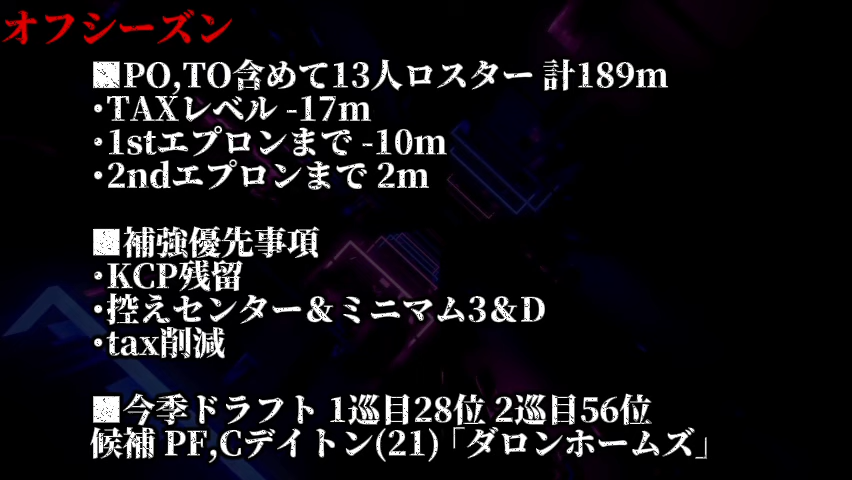 オフシーズン
■PO,TO含めて13人ロスター 計189m
・TAXレベル -17m
・1stエプロンまで -10m
・2ndエプロンまで 2m
■補強優先事項
・KCP残留
・控えセンター＆ミニマム3＆D
・tax削減
■今季ドラフト 1巡目28位 2巡目56位
候補 PF,Cデイトン(21)「ダロンホームズ」